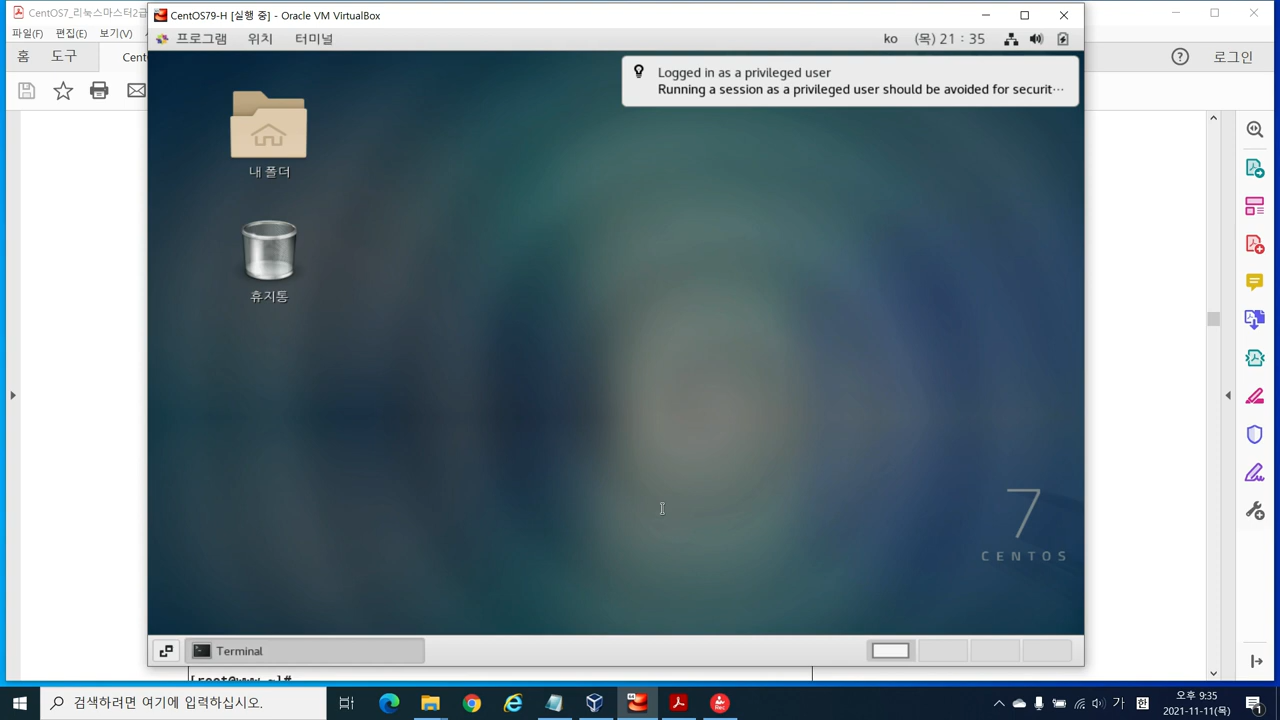 CentOS7_리눅스마스터2급
파일(F) 편집(E) 보기(V)
홈 도구
로그인
CentOS79-H [실행 중] - Oracle VM VirtualBox
프로그램 위치 터미널
ko (목) 21 : 35
Logged in as a privileged user
Running a session as a privileged user should be avoided for securit…
내 폴더
휴지통
7
CENTOS
Terminal
[root@www ~]#
검색하려면 여기에 입력하십시오.
Rec
가 한
오후 9:35
2021-11-11(목)
1